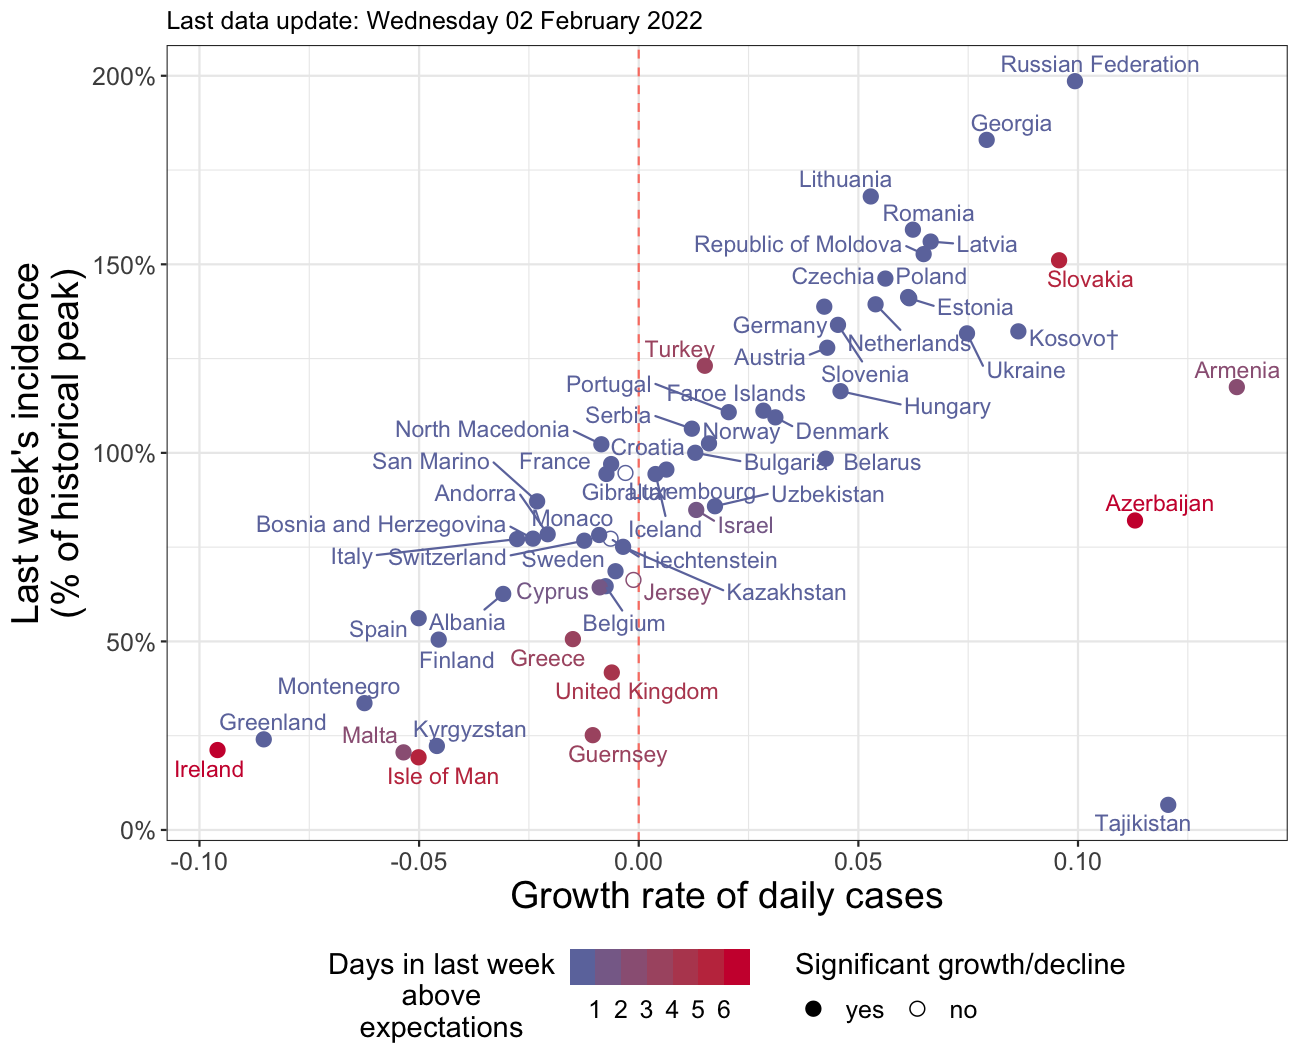 Last data update: Wednesday 02 February 2022
Last week's incidence
(% of historical peak)
200%
150%
100%
50%
0%
Russian Federation
Georgia
Lithuania
Romania
Republic of Moldova
Latvia
Czechia
Poland
Slovakia
Estonia
Germany
Netherlands
Kosovo†
Turkey
Austria
Slovenia
Ukraine
Armenia
Portugal
Faroe Islands
Hungary
Serbia
North Macedonia
Croatia
Norway
Denmark
San Marino
France
Bulgaria
Belarus
Andorra
Gibraltar
Luxembourg
Uzbekistan
Azerbaijan
Bosnia and Herzegovina
Monaco
Iceland
Israel
Italy
Switzerland
Sweden
Liechtenstein
Cyprus
Jersey
Kazakhstan
Spain
Albania
Belgium
Finland
Greece
Montenegro
United Kingdom
Greenland
Malta
Kyrgyzstan
Guernsey
Ireland
Isle of Man
Tajikistan
-0.10
-0.05
0.00
0.05
0.10
Growth rate of daily cases
Days in last week
above
expectations
1 2 3 4 5 6
Significant growth/decline
yes
no